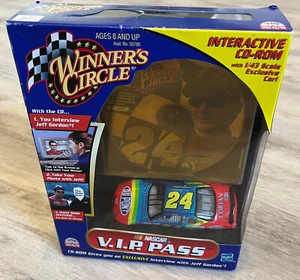 AGES 8 AND UP
Asst. No. 55790
WINNER'S
CIRCLE
INTERACTIVE
CD-ROM
with 1/43 Scale
Exclusive
Car!
With the CD...
1. You Interview
Jeff Gordon!
2. Take Your
Photo with Jeff!
24
DUPONT
NASCAR
V.I.P. PASS
CD-ROM Gives you an EXCLUSIVE Interview with Jeff Gordon!
Hasbro